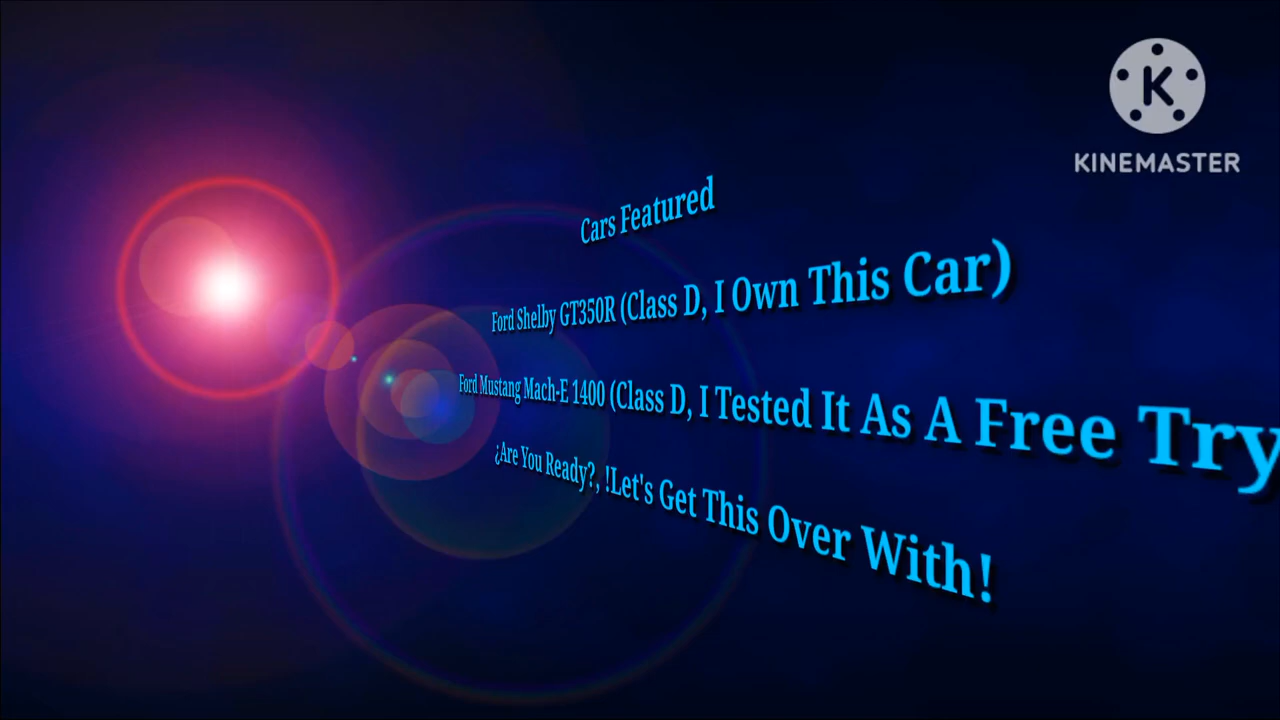 KINEMASTER
Cars Featured
Ford Shelby GT350R (Class D, I Own This Car)
Ford Mustang Mach-E 1400 (Class D, I Tested It As A Free Try
¿Are You Ready?, !Let's Get This Over With!